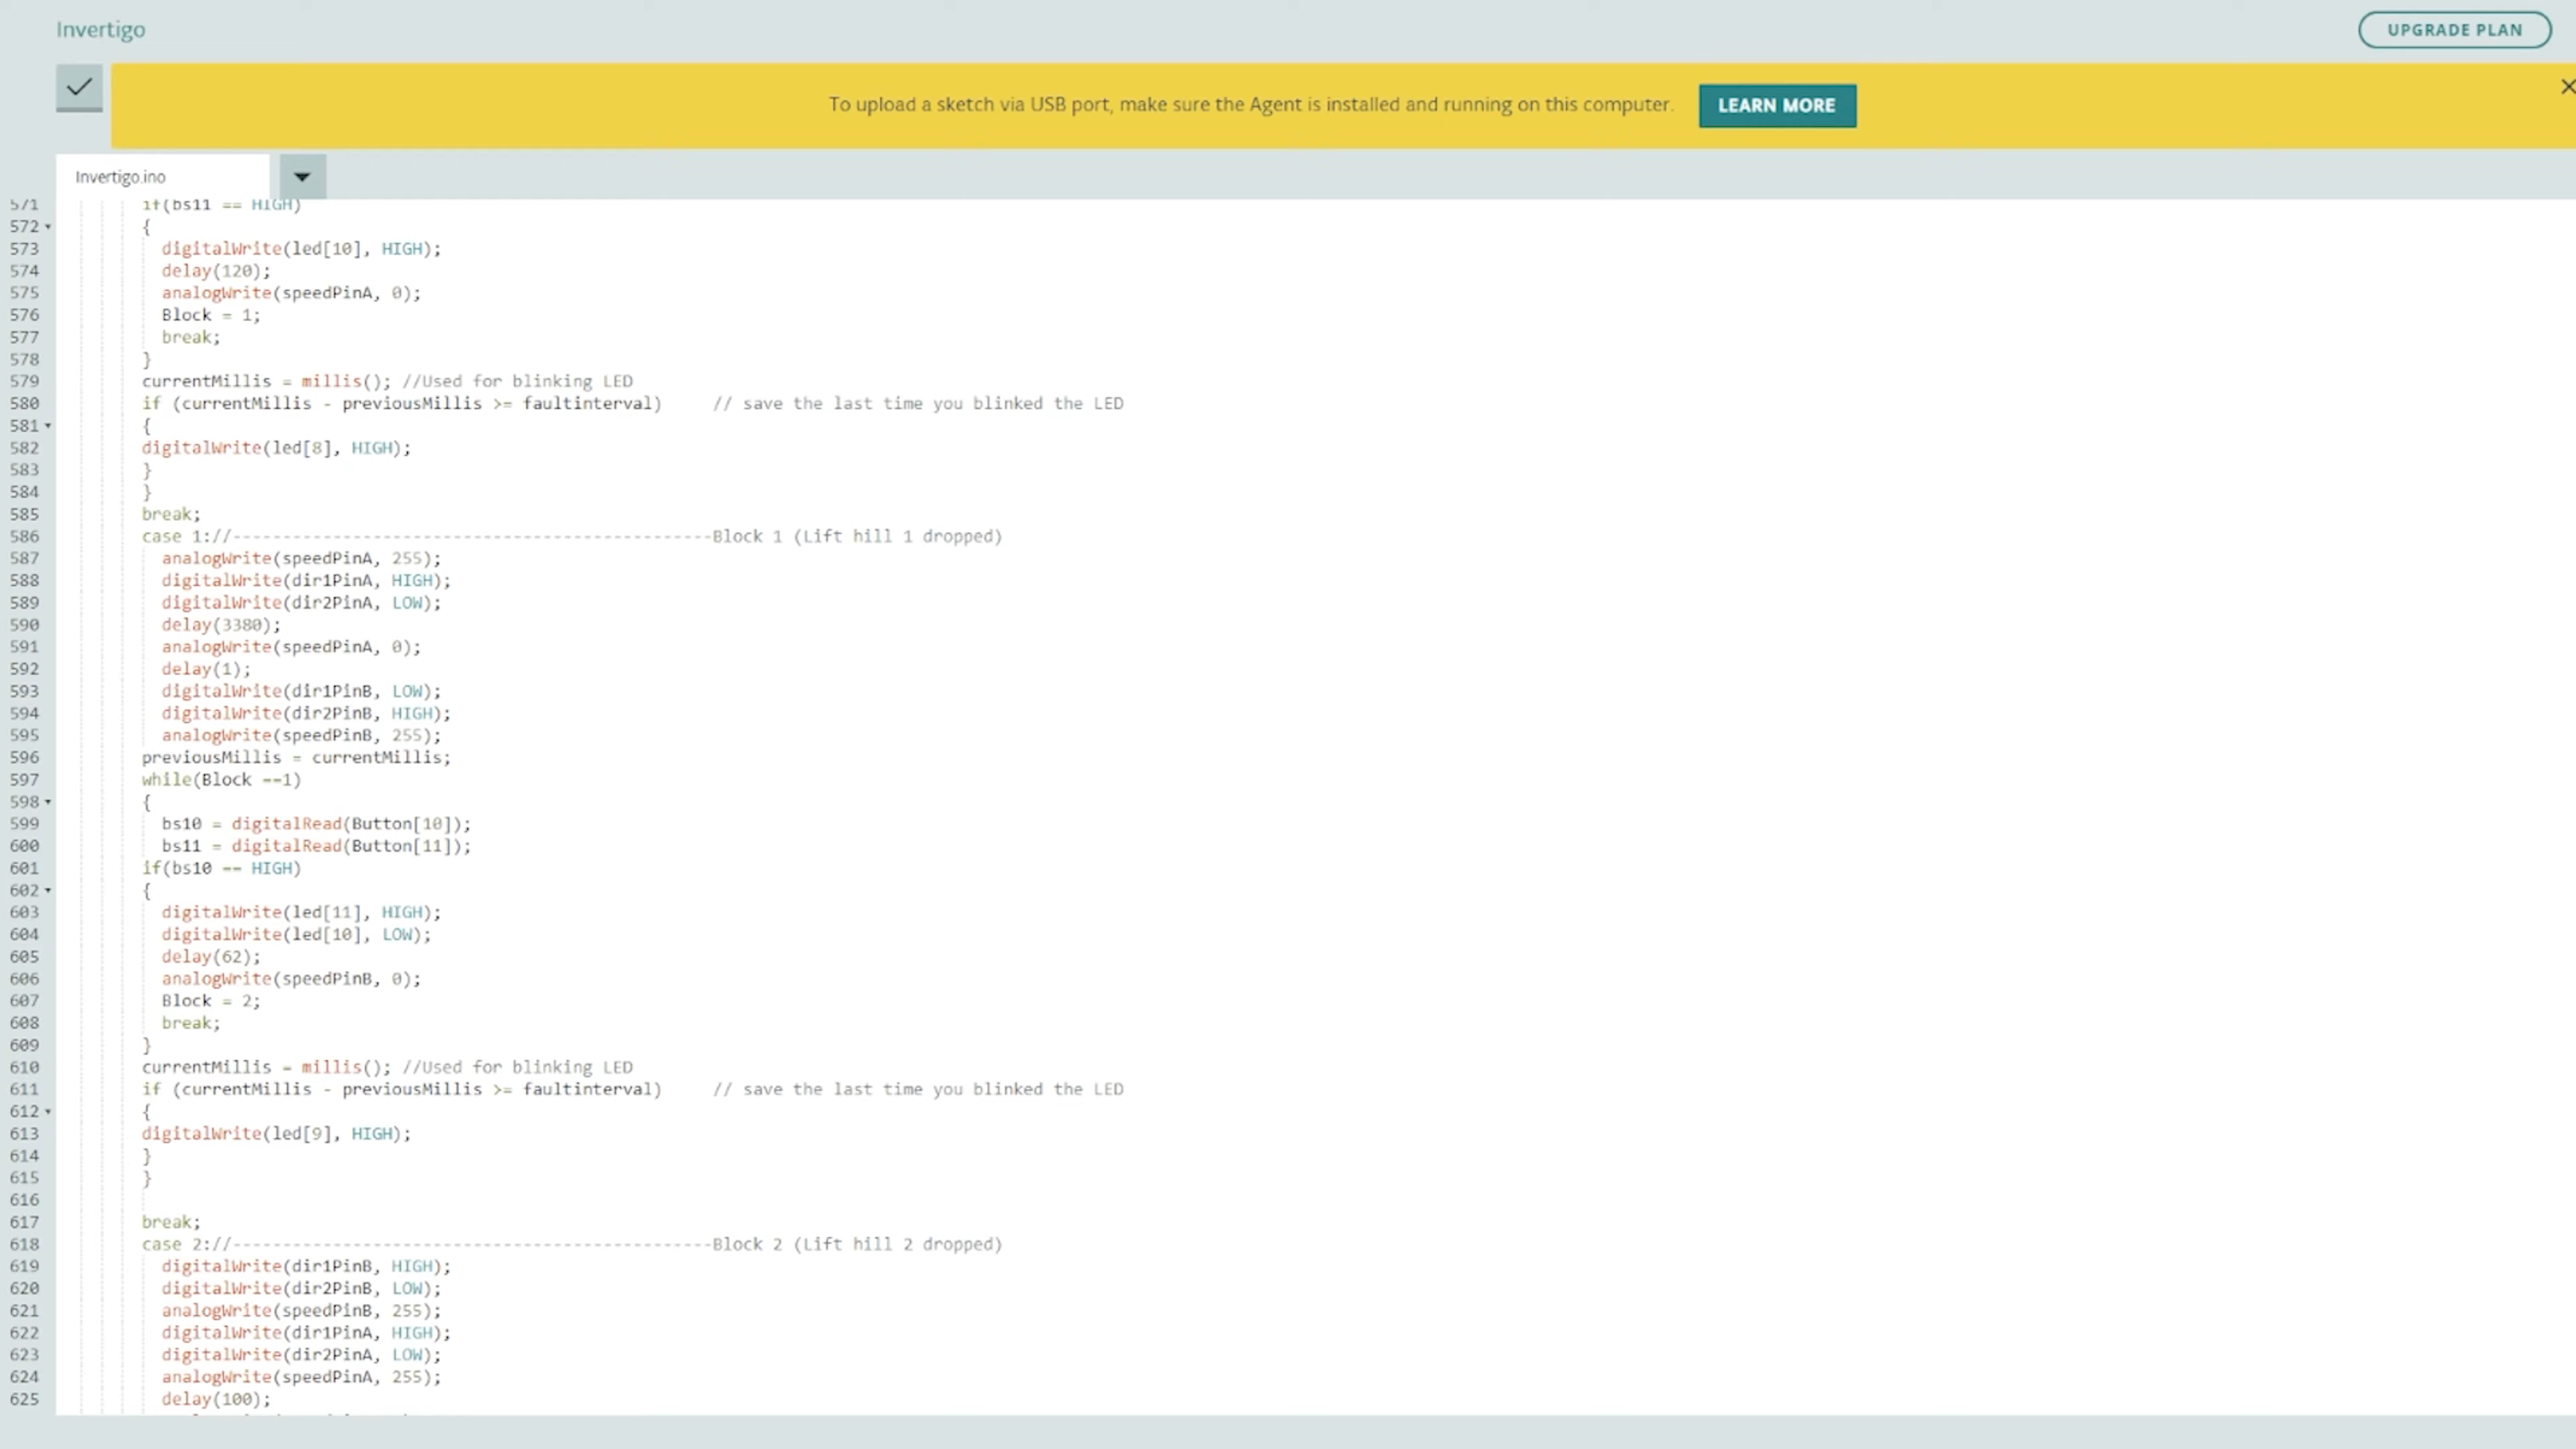 Invertigo
UPGRADE PLAN
To upload a sketch via USB port, make sure the Agent is installed and running on this computer.
LEARN MORE
Invertigo.ino
571 if(bs11 == HIGH)
572 {
573 digitalWrite(led[10], HIGH);
574 delay(120);
575 analogWrite(speedPinA, 0);
576 Block = 1;
577 break;
578 }
579 currentMillis = millis(); //Used for blinking LED
580 if (currentMillis - previousMillis >= faultinterval) // save the last time you blinked the LED
581 {
582 digitalWrite(led[8], HIGH);
583 }
584 }
585 break;
586 case 1://------------------------------------------------Block 1 (Lift hill 1 dropped)
587 analogWrite(speedPinA, 255);
588 digitalWrite(dir1PinA, HIGH);
589 digitalWrite(dir2PinA, LOW);
590 delay(3380);
591 analogWrite(speedPinA, 0);
592 delay(1);
593 digitalWrite(dir1PinB, LOW);
594 digitalWrite(dir2PinB, HIGH);
595 analogWrite(speedPinB, 255);
596 previousMillis = currentMillis;
597 while(Block ==1)
598 {
599 bs10 = digitalRead(Button[10]);
600 bs11 = digitalRead(Button[11]);
601 if(bs10 == HIGH)
602 {
603 digitalWrite(led[11], HIGH);
604 digitalWrite(led[10], LOW);
605 delay(62);
606 analogWrite(speedPinB, 0);
607 Block = 2;
608 break;
609 }
610 currentMillis = millis(); //Used for blinking LED
611 if (currentMillis - previousMillis >= faultinterval) // save the last time you blinked the LED
612 {
613 digitalWrite(led[9], HIGH);
614 }
615 }
616
617 break;
618 case 2://------------------------------------------------Block 2 (Lift hill 2 dropped)
619 digitalWrite(dir1PinB, HIGH);
620 digitalWrite(dir2PinB, LOW);
621 analogWrite(speedPinB, 255);
622 digitalWrite(dir1PinA, HIGH);
623 digitalWrite(dir2PinA, LOW);
624 analogWrite(speedPinA, 255);
625 delay(100);